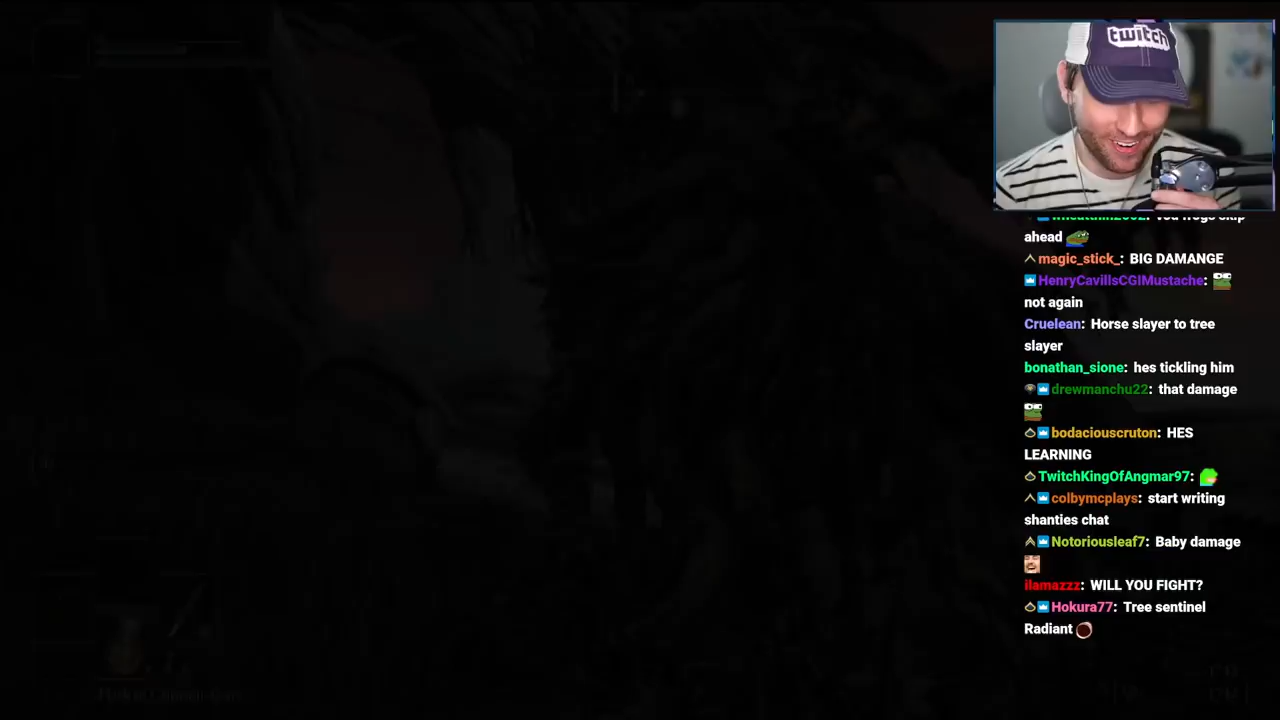 twitch
ahead
magic_stick_: BIG DAMANGE
HenryCavillsCGIMustache:
not again
Cruelean: Horse slayer to tree
slayer
bonathan_sione: hes tickling him
drewmanchu22: that damage
bodaciouscruton: HES
LEARNING
TwitchKingOfAngmar97:
colbymcplays: start writing
shanties chat
Notoriousleaf7: Baby damage
ilamazzz: WILL YOU FIGHT?
Hokura77: Tree sentinel
Radiant